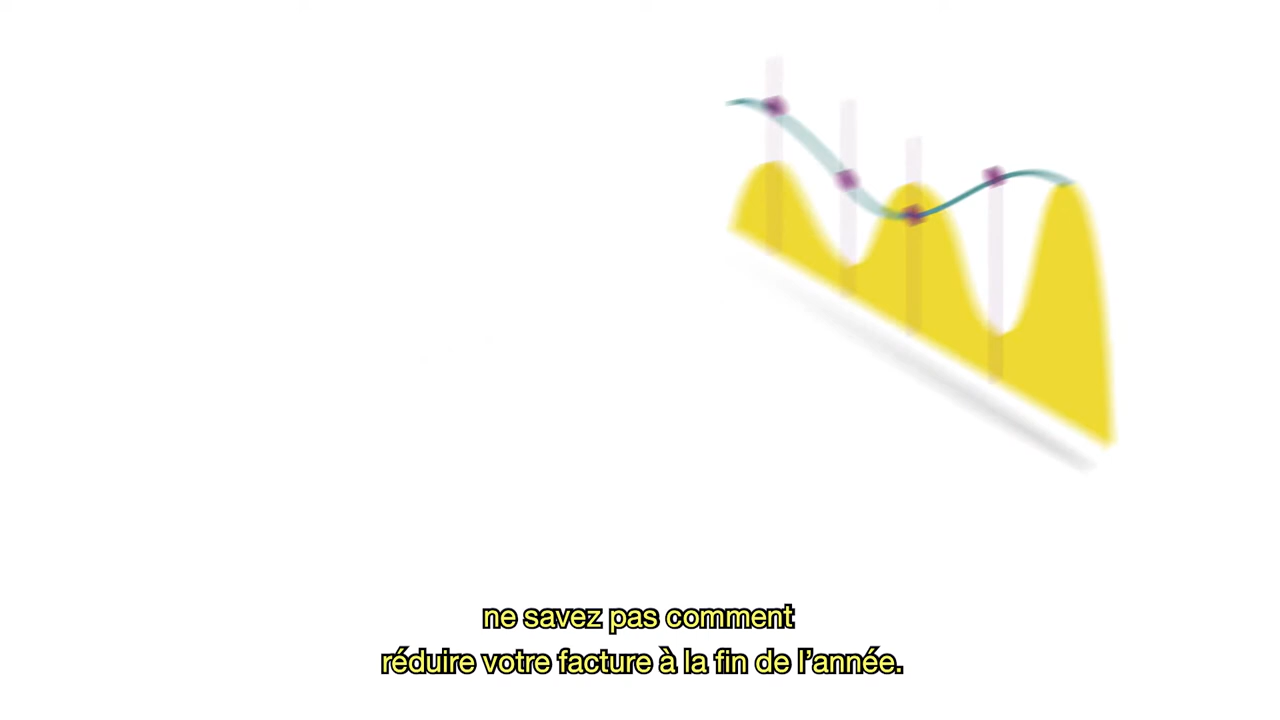 ne savez pas comment
réduire votre facture à la fin de l’année.